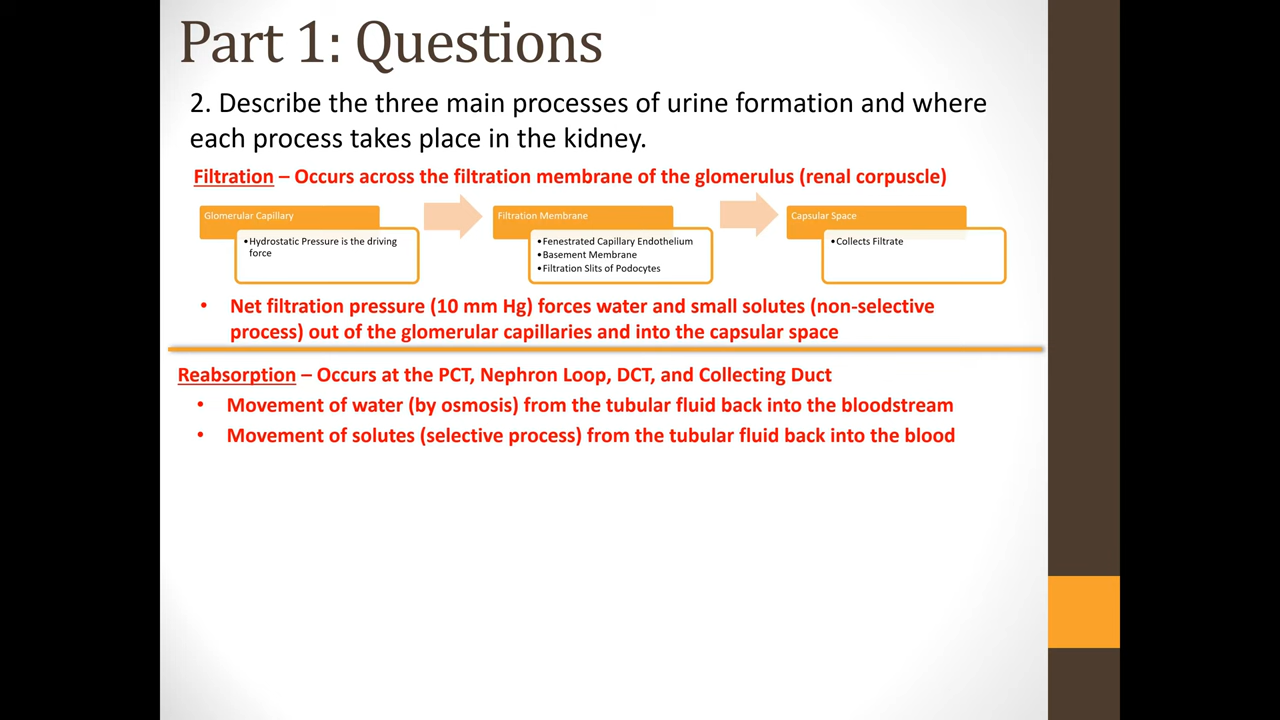 Part 1: Questions
2. Describe the three main processes of urine formation and where
each process takes place in the kidney.
Filtration – Occurs across the filtration membrane of the glomerulus (renal corpuscle)
Glomerular Capillary
•Hydrostatic Pressure is the driving
force
Filtration Membrane
•Fenestrated Capillary Endothelium
•Basement Membrane
•Filtration Slits of Podocytes
Capsular Space
•Collects Filtrate
• Net filtration pressure (10 mm Hg) forces water and small solutes (non-selective
process) out of the glomerular capillaries and into the capsular space
Reabsorption – Occurs at the PCT, Nephron Loop, DCT, and Collecting Duct
• Movement of water (by osmosis) from the tubular fluid back into the bloodstream
• Movement of solutes (selective process) from the tubular fluid back into the blood